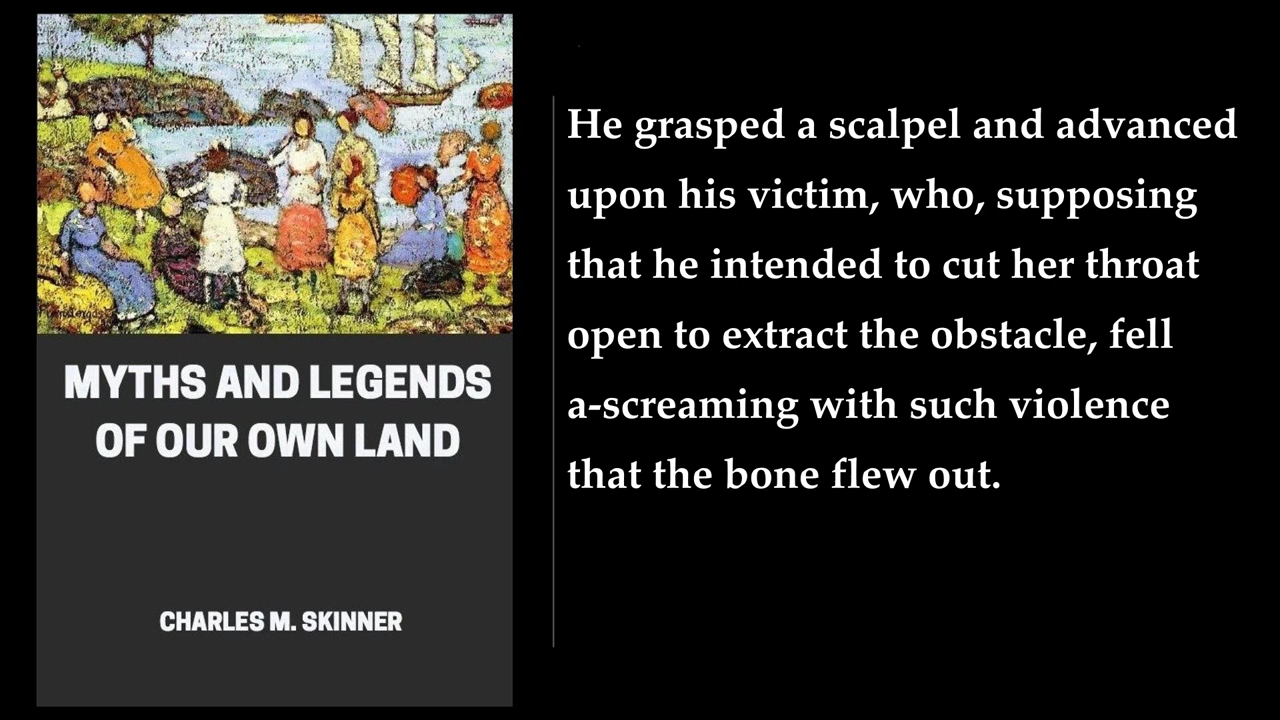 MYTHS AND LEGENDS
OF OUR OWN LAND
CHARLES M. SKINNER
He grasped a scalpel and advanced
upon his victim, who, supposing
that he intended to cut her throat
open to extract the obstacle, fell
a-screaming with such violence
that the bone flew out.